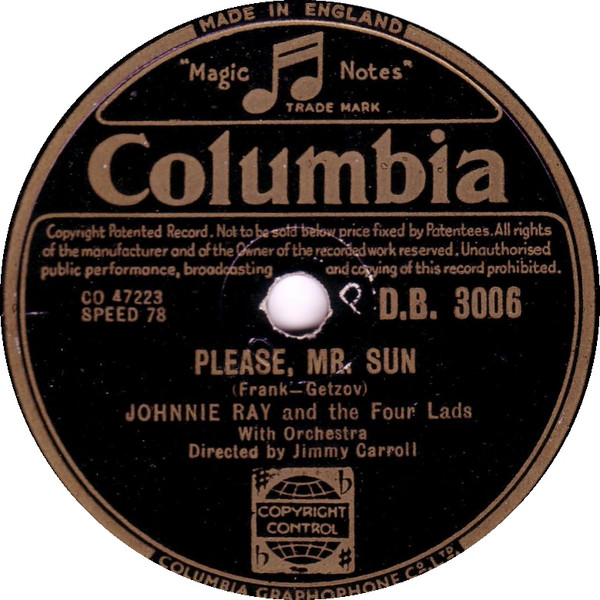 MADE IN ENGLAND
"Magic Notes"
TRADE MARK
Columbia
Copyright Patented Record. Not to be sold below price fixed by Patentees. All rights
of the manufacturer and of the Owner of the recorded work reserved. Unauthorised
public performance, broadcasting and copying of this record prohibited.
CO 47223
SPEED 78
P
D.B. 3006
PLEASE, MR. SUN
(Frank—Getzov)
JOHNNIE RAY and the Four Lads
With Orchestra
Directed by Jimmy Carroll
COPYRIGHT
CONTROL
COLUMBIA GRAPHOPHONE CO. LTD.